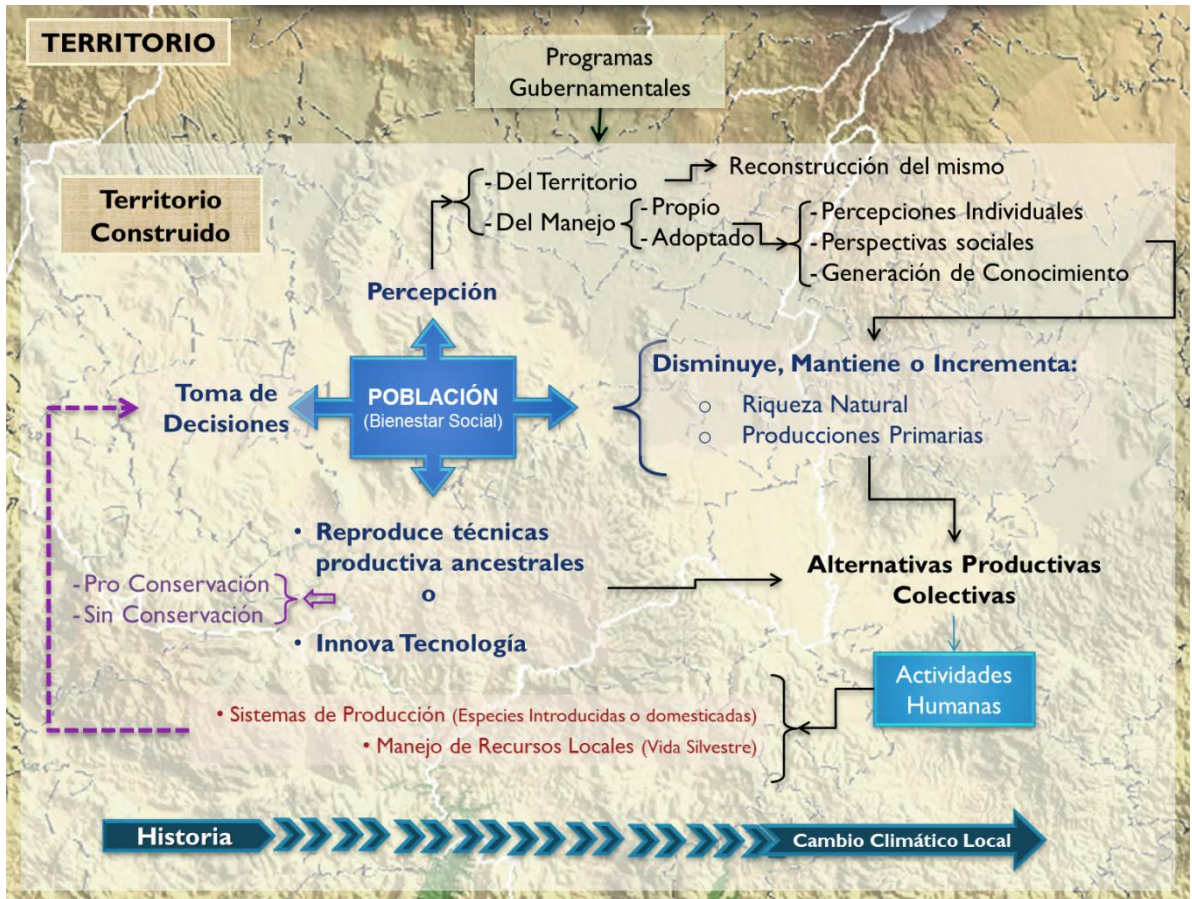 TERRITORIO
Programas
Gubernamentales
Territorio
Construido
- Del Territorio
Reconstrucción del mismo
- Del Manejo
- Propio
- Adoptado
- Percepciones Individuales
- Perspectivas sociales
- Generación de Conocimiento
Percepción
Toma de
Decisiones
POBLACIÓN
(Bienestar Social)
Disminuye, Mantiene o Incrementa:
o Riqueza Natural
o Producciones Primarias
• Reproduce técnicas
productiva ancestrales
o
• Innova Tecnología
- Pro Conservación
- Sin Conservación
Alternativas Productivas
Colectivas
Actividades
Humanas
• Sistemas de Producción (Especies Introducidas o domesticadas)
• Manejo de Recursos Locales (Vida Silvestre)
Historia
Cambio Climático Local